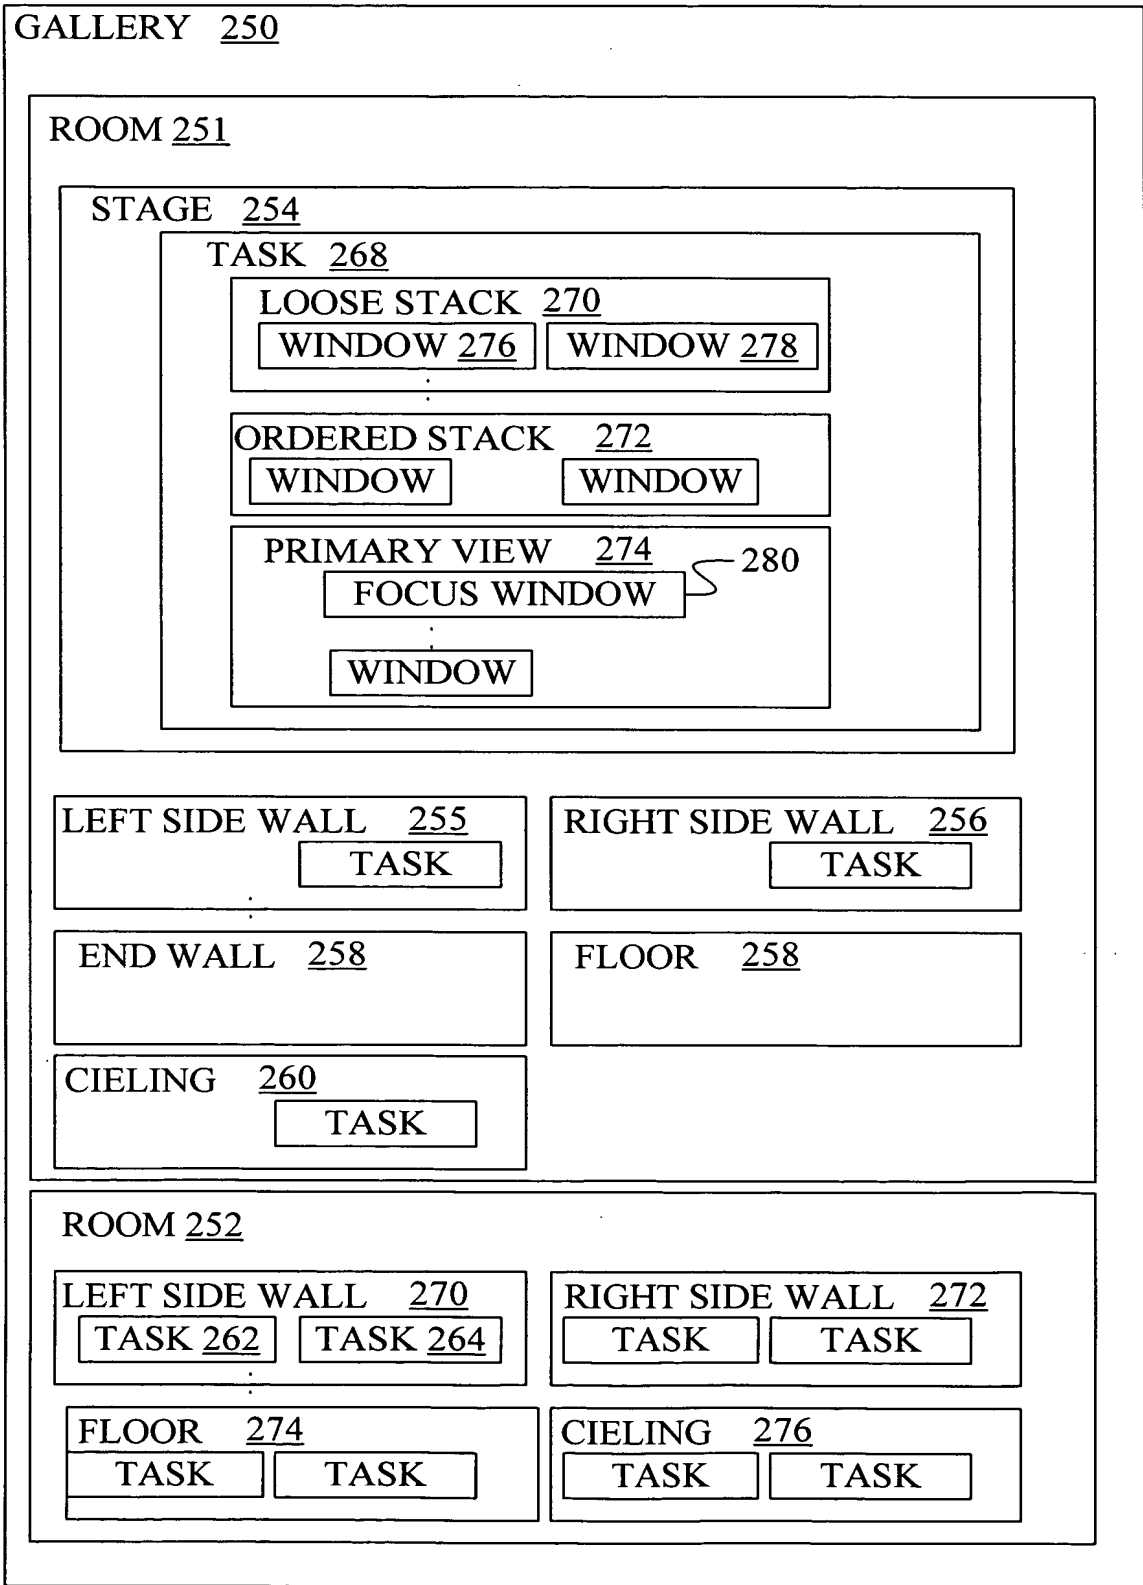 GALLERY 250
ROOM 251
STAGE 254
TASK 268
LOOSE STACK 270
WINDOW 276 WINDOW 278
ORDERED STACK 272
WINDOW WINDOW
PRIMARY VIEW 274 280
FOCUS WINDOW
WINDOW
LEFT SIDE WALL 255 RIGHT SIDE WALL 256
TASK TASK
END WALL 258 FLOOR 258
CIELING 260
TASK
ROOM 252
LEFT SIDE WALL 270 RIGHT SIDE WALL 272
TASK 262 TASK 264 TASK TASK
FLOOR 274 CIELING 276
TASK TASK TASK TASK